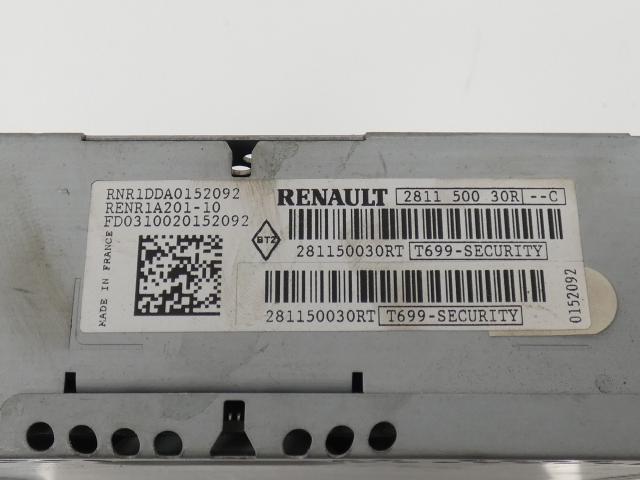 RNR1DDA0152092
RENR1A201-10
FD0310020152092
MADE IN FRANCE
RENAULT 2811 500 30R --C
BTZ
281150030RT T699-SECURITY
281150030RT T699-SECURITY
0152092